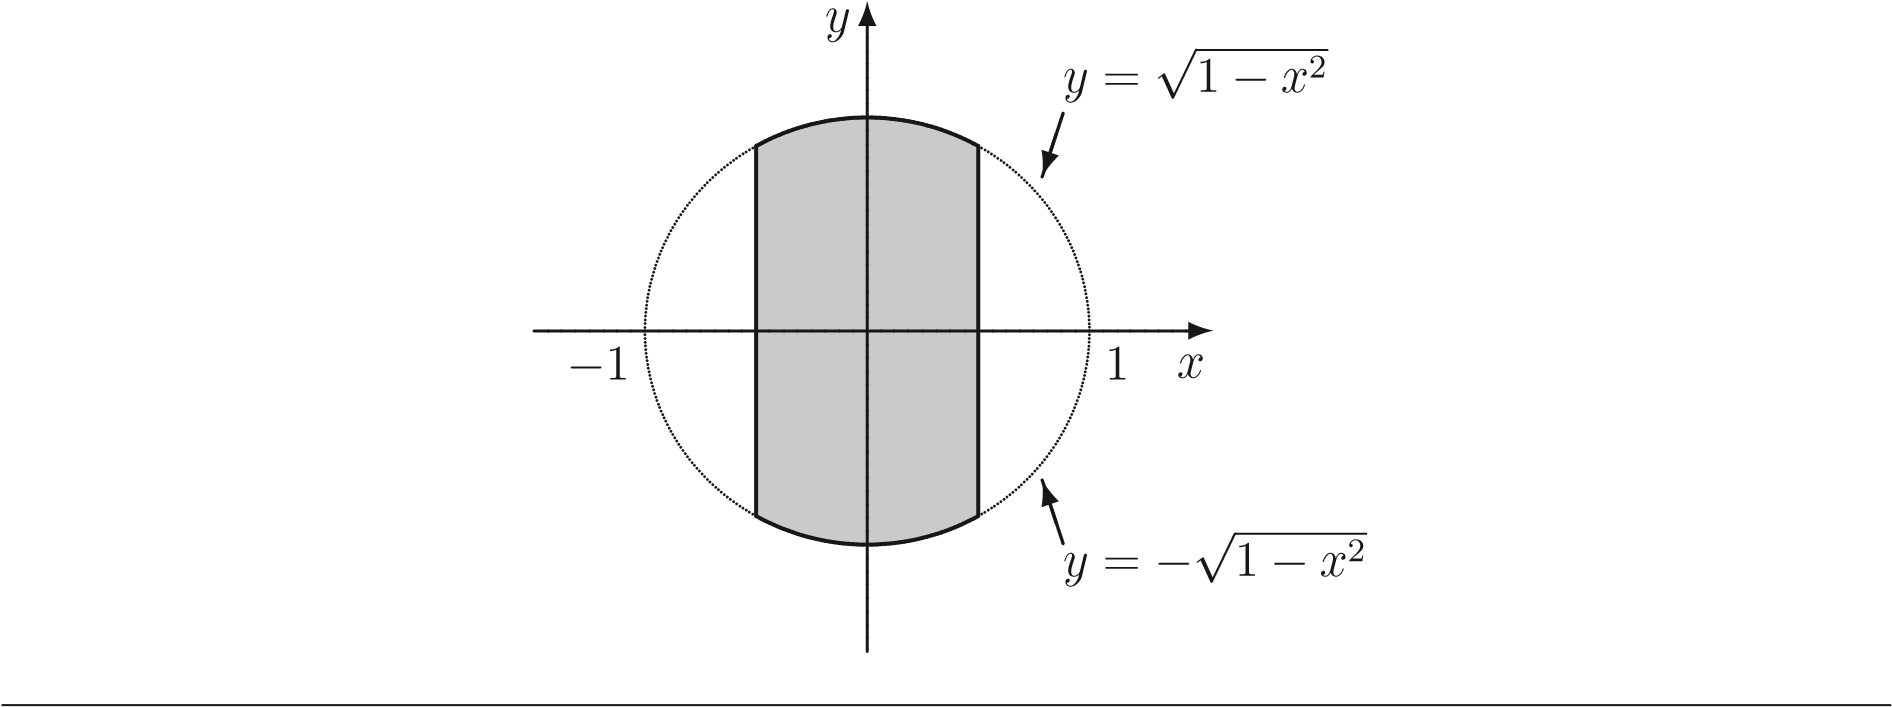 y
y = √1 − x²
−1
1
x
y = −√1 − x²